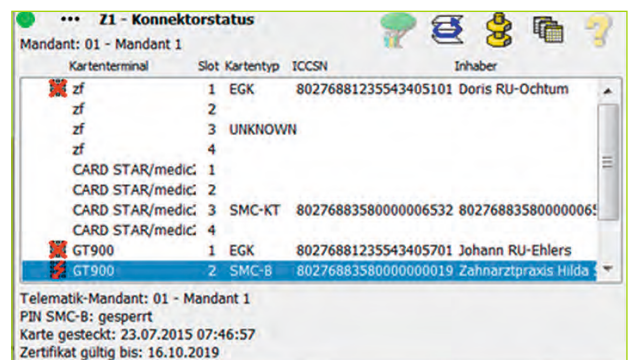 ••• Z1 - Konnektorstatus
Mandant: 01 - Mandant 1
Kartenterminal Slot Kartentyp ICCSN Inhaber
zf 1 EGK 80276881235543405101 Doris RU-Ochtum
zf 2
zf 3 UNKNOWN
zf 4
CARD STAR/medic 1
CARD STAR/medic 2
CARD STAR/medic 3 SMC-KT 80276883580000006532
CARD STAR/medic 4
GT900 1 EGK 80276881235543405701 Johann RU-Ehlers
GT900 2 SMC-B 80276883580000000019 Zahnarztpraxis Hilda
Telematik-Mandant: 01 - Mandant 1
PIN SMC-B: gesperrt
Karte gesteckt: 23.07.2015 07:46:57
Zertifikat gültig bis: 16.10.2019